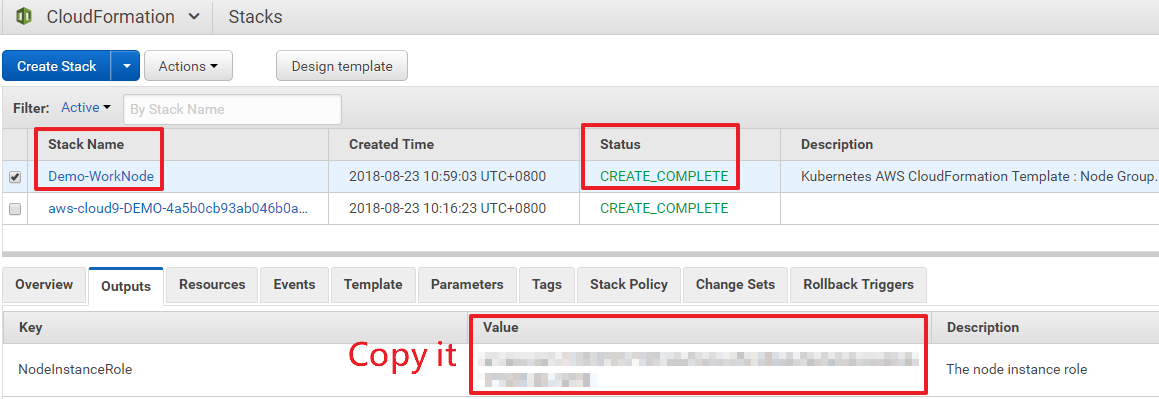 CloudFormation Stacks
Create Stack Actions Design template
Filter: Active By Stack Name
Stack Name Created Time Status Description
Demo-WorkNode 2018-08-23 10:59:03 UTC+0800 CREATE_COMPLETE Kubernetes AWS CloudFormation Template : Node Group.
aws-cloud9-DEMO-4a5b0cb93ab046b0a... 2018-08-23 10:16:23 UTC+0800 CREATE_COMPLETE
Overview Outputs Resources Events Template Parameters Tags Stack Policy Change Sets Rollback Triggers
Key Value Description
Copy it
NodeInstanceRole The node instance role